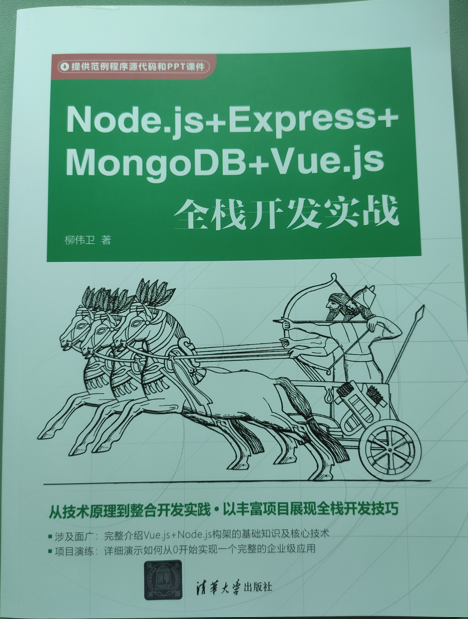 提供范例程序源代码和PPT课件
Node.js+Express+
MongoDB+Vue.js
全栈开发实战
柳伟卫 著
从技术原理到整合开发实践·以丰富项目展现全栈开发技巧
■ 涉及面广：完整介绍Vue.js+Node.js构架的基础知识及核心技术
■ 项目演练：详细演示如何从0开始实现一个完整的企业级应用
清华大学出版社